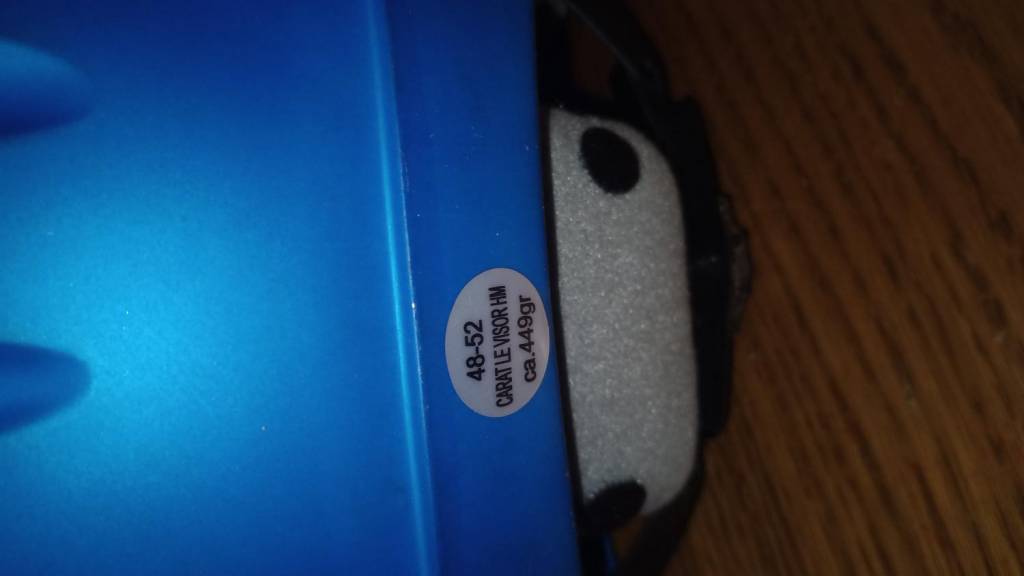 48-52
CARAT LE VISOR HM
ca.449gr